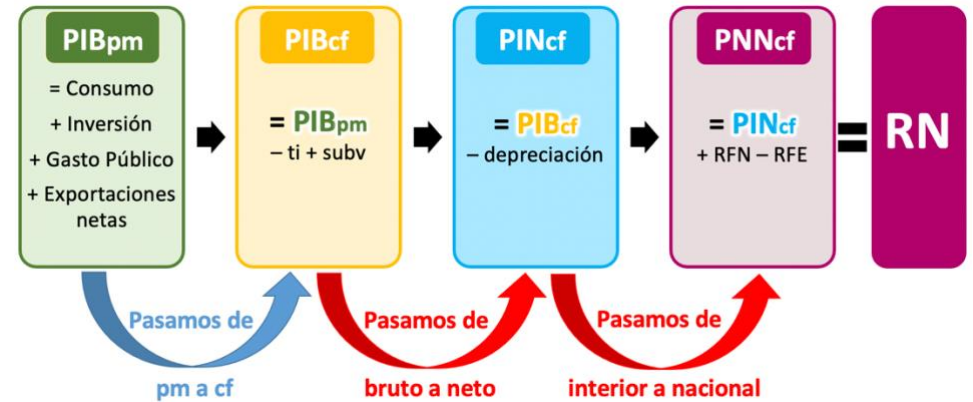 PIBpm
= Consumo
+ Inversión
+ Gasto Público
+ Exportaciones
netas
PIBcf
= PIBpm
– ti + subv
PINcf
= PIBcf
– depreciación
PNNcf
= PINcf
+ RFN – RFE
= RN
Pasamos de
pm a cf
Pasamos de
bruto a neto
Pasamos de
interior a nacional